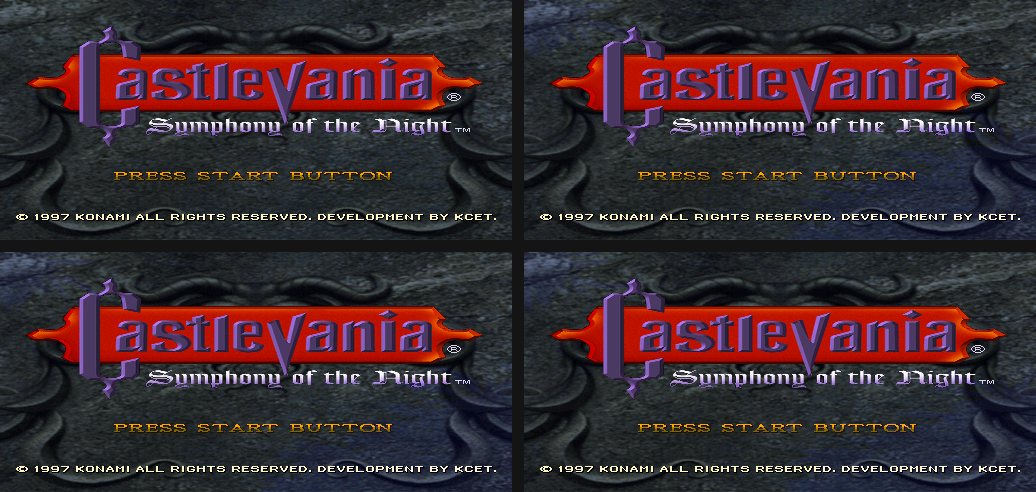 Castlevania®
Symphony of the Night™
PRESS START BUTTON
© 1997 KONAMI ALL RIGHTS RESERVED. DEVELOPMENT BY KCET.
Castlevania®
Symphony of the Night™
PRESS START BUTTON
© 1997 KONAMI ALL RIGHTS RESERVED. DEVELOPMENT BY KCET.
Castlevania®
Symphony of the Night™
PRESS START BUTTON
© 1997 KONAMI ALL RIGHTS RESERVED. DEVELOPMENT BY KCET.
Castlevania®
Symphony of the Night™
PRESS START BUTTON
© 1997 KONAMI ALL RIGHTS RESERVED. DEVELOPMENT BY KCET.